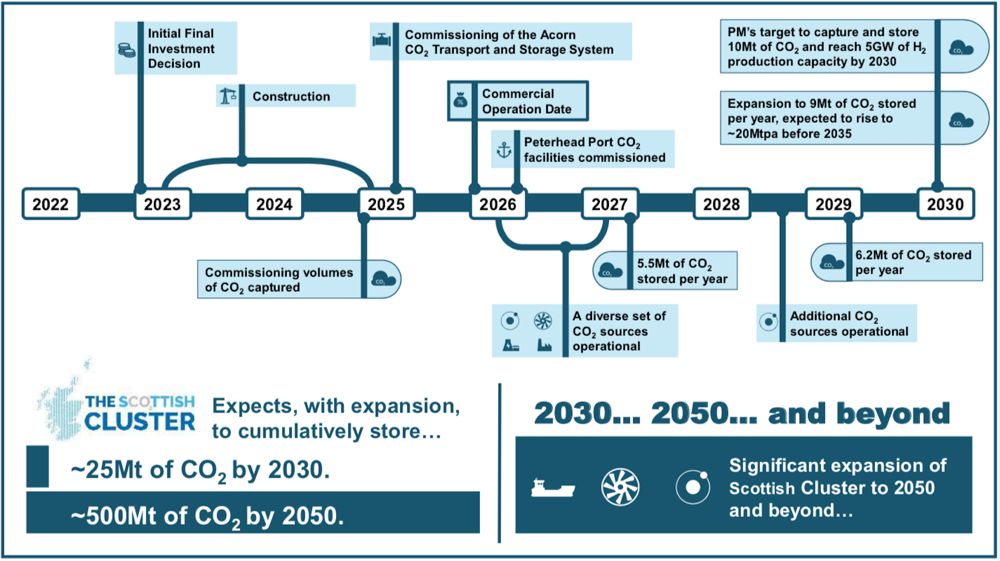 Initial Final
Investment
Decision
Construction
Commissioning of the Acorn
CO₂ Transport and Storage System
Commercial
Operation Date
Peterhead Port CO₂
facilities commissioned
PM's target to capture and store
10Mt of CO₂ and reach 5GW of H₂
production capacity by 2030
CO₂
Expansion to 9Mt of CO₂ stored
per year, expected to rise to
~20Mtpa before 2035
CO₂
%
2022
2023
2024
2025
2026
2027
2028
2029
2030
Commissioning volumes
of CO₂ captured
CO₂
CO₂
5.5Mt of CO₂
stored per year
CO₂
6.2Mt of CO₂ stored
per year
A diverse set of
CO₂ sources
operational
Additional CO₂
sources operational
THE SCO₂TTISH
CLUSTER
Expects, with expansion,
to cumulatively store...
~25Mt of CO₂ by 2030.
~500Mt of CO₂ by 2050.
2030... 2050... and beyond
Significant expansion of
Scottish Cluster to 2050
and beyond...